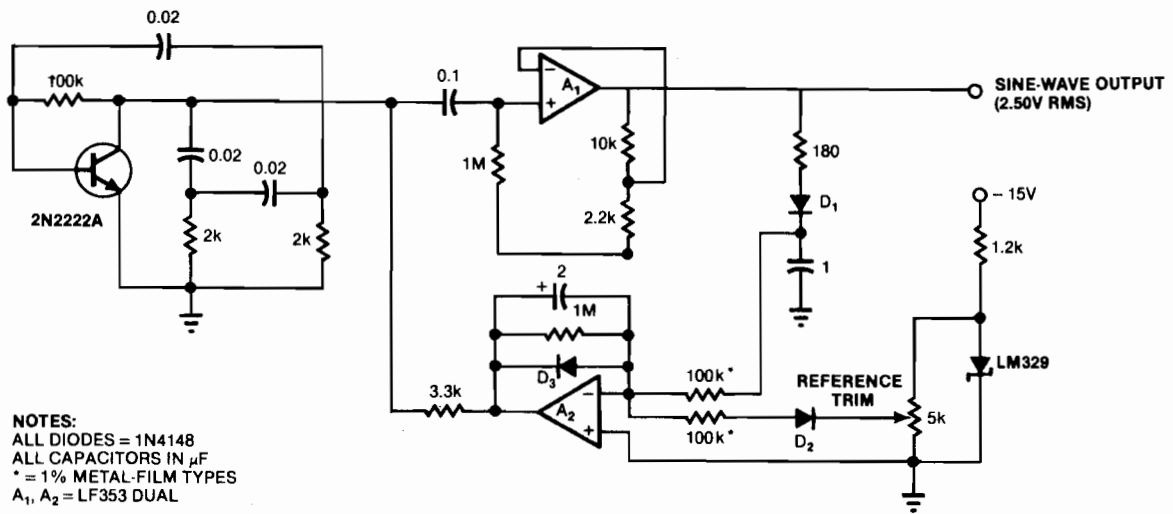 0.02
100k
0.02
0.02
2N2222A
2k
2k
0.1
1M
A1
−
+
10k
2.2k
SINE-WAVE OUTPUT
(2.50V RMS)
180
D1
1
− 15V
1.2k
+
2
1M
D3
3.3k
A2
−
+
100k*
100k*
REFERENCE
TRIM
D2
5k
LM329
NOTES:
ALL DIODES = 1N4148
ALL CAPACITORS IN µF
* = 1% METAL-FILM TYPES
A1, A2 = LF353 DUAL